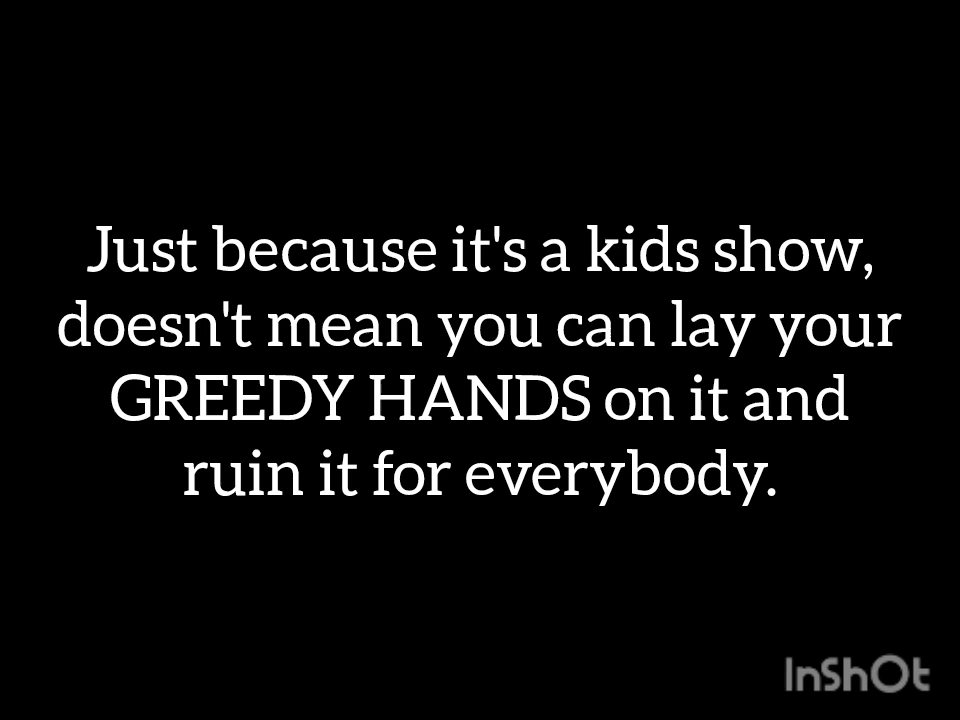 Just because it's a kids show,
doesn't mean you can lay your
GREEDY HANDS on it and
ruin it for everybody.
InShOt